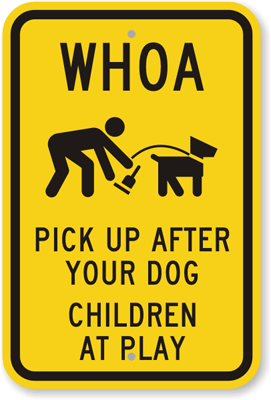 WHOA
PICK UP AFTER
YOUR DOG
CHILDREN
AT PLAY